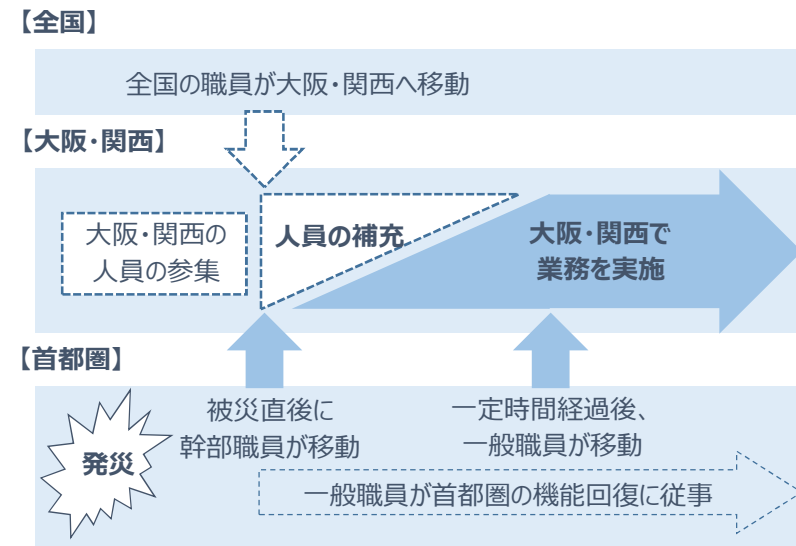 【全国】
全国の職員が大阪・関西へ移動
【大阪・関西】
大阪・関西の
人員の参集
人員の補充
大阪・関西で
業務を実施
【首都圏】
発災
被災直後に
幹部職員が移動
一定時間経過後、
一般職員が移動
一般職員が首都圏の機能回復に従事